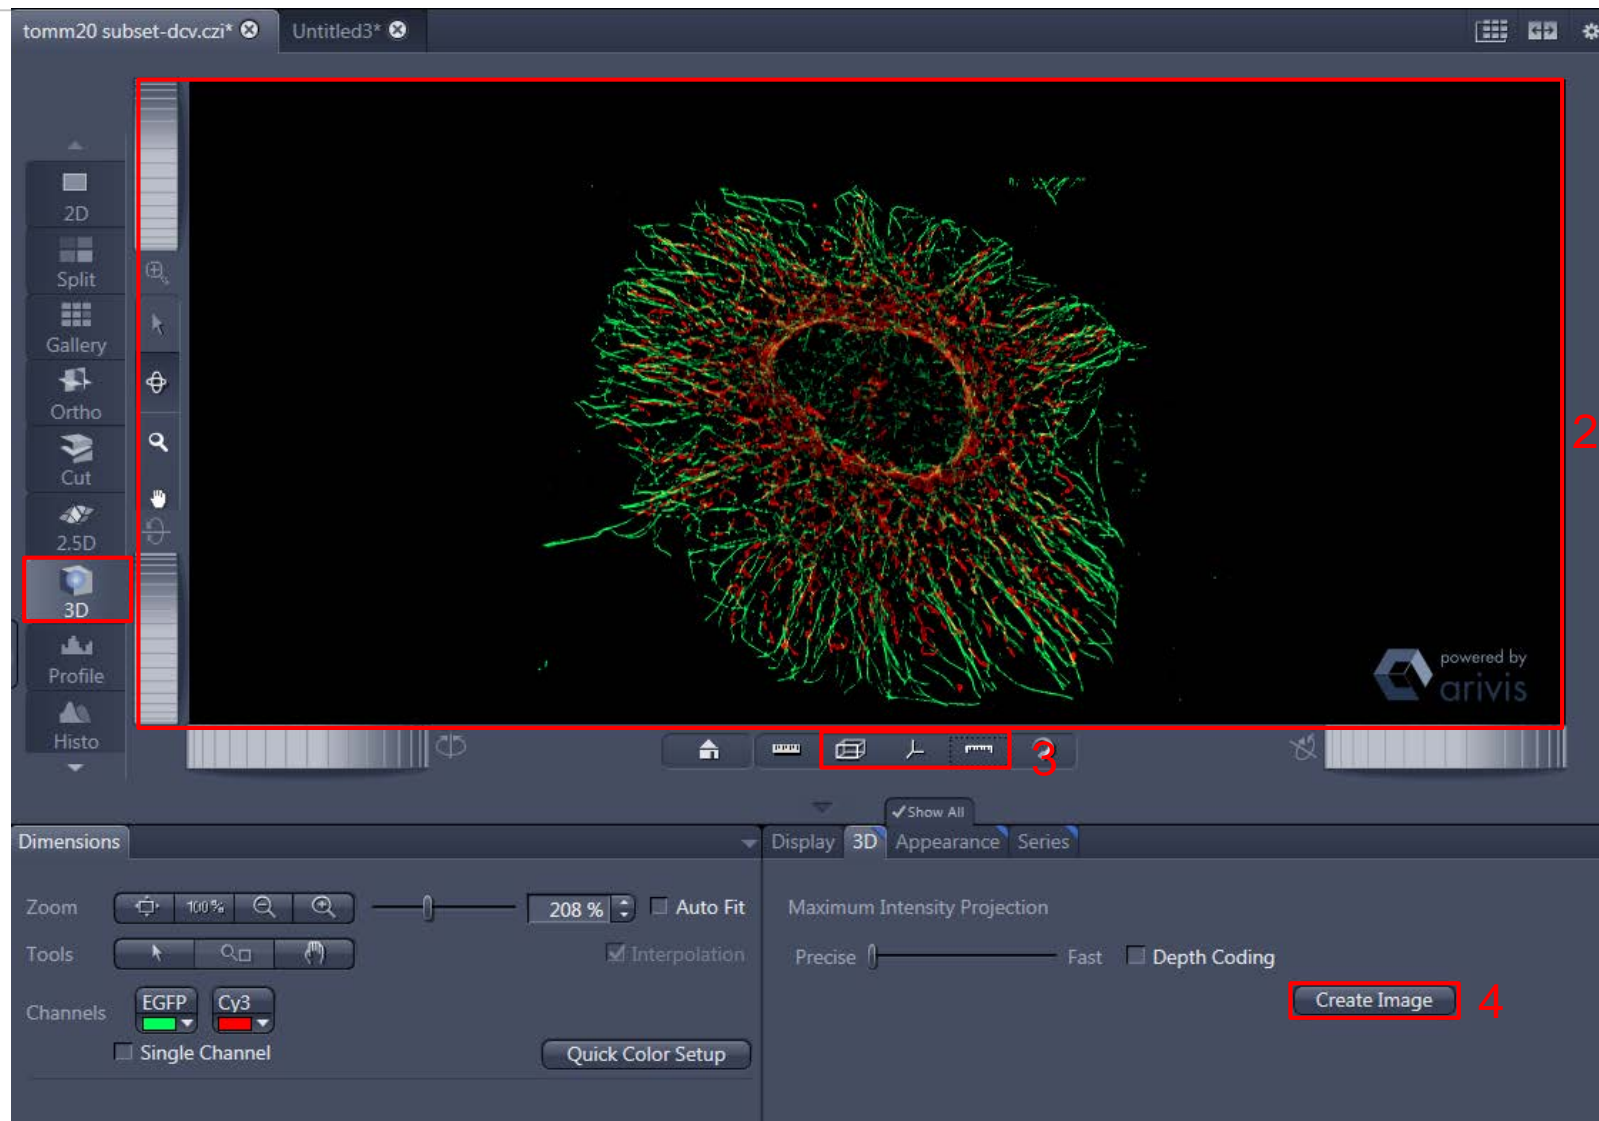 tomm20 subset-dcv.czi*
Untitled3*
2D
Split
Gallery
Ortho
Cut
2.5D
3D
Profile
Histo
2
powered by
arivis
3
Show All
Dimensions
Display 3D Appearance Series
Zoom 100% 208 % Auto Fit
Tools Interpolation
Channels EGFP Cy3
Single Channel
Quick Color Setup
Maximum Intensity Projection
Precise Fast Depth Coding
Create Image 4